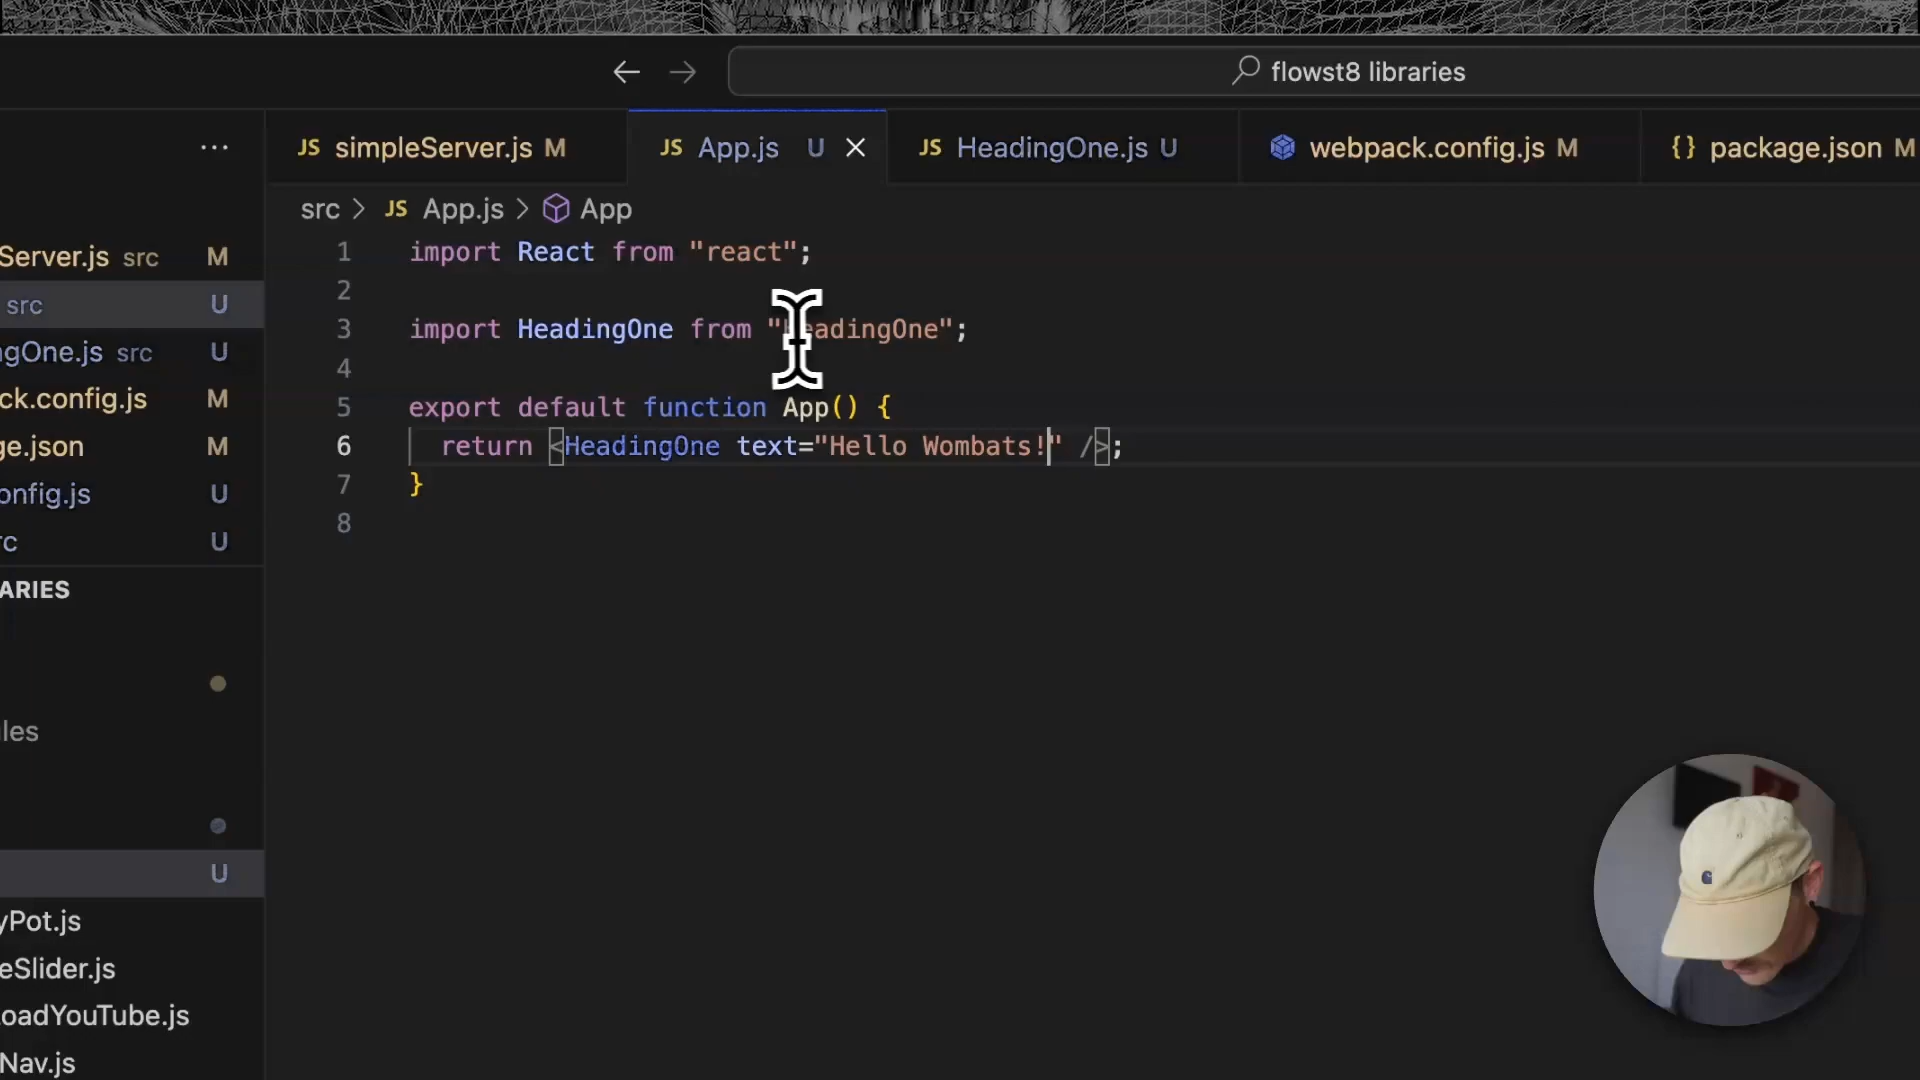 flowst8 libraries
JS simpleServer.js M
JS App.js U
JS HeadingOne.js U
webpack.config.js M
{} package.json M
src > JS App.js > App
Server.js src M
src U
ngOne.js src U
ck.config.js M
ge.json M
onfig.js U
rc U
ARIES
les
U
yPot.js
eSlider.js
oadYouTube.js
Nav.js
1 import React from "react";
2
3 import HeadingOne from "HeadingOne";
4
5 export default function App() {
6 return <HeadingOne text="Hello Wombats!" />;
7 }
8